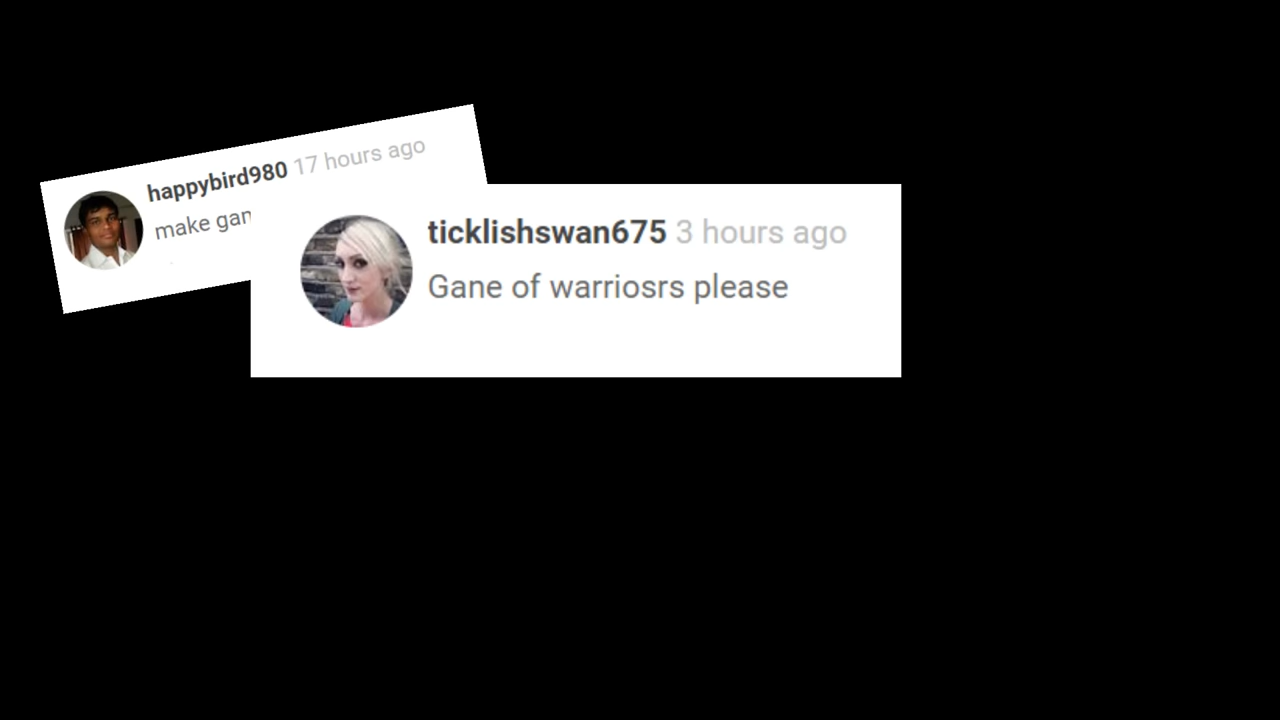 happybird980 17 hours ago
make gan
ticklishswan675 3 hours ago
Gane of warriosrs please